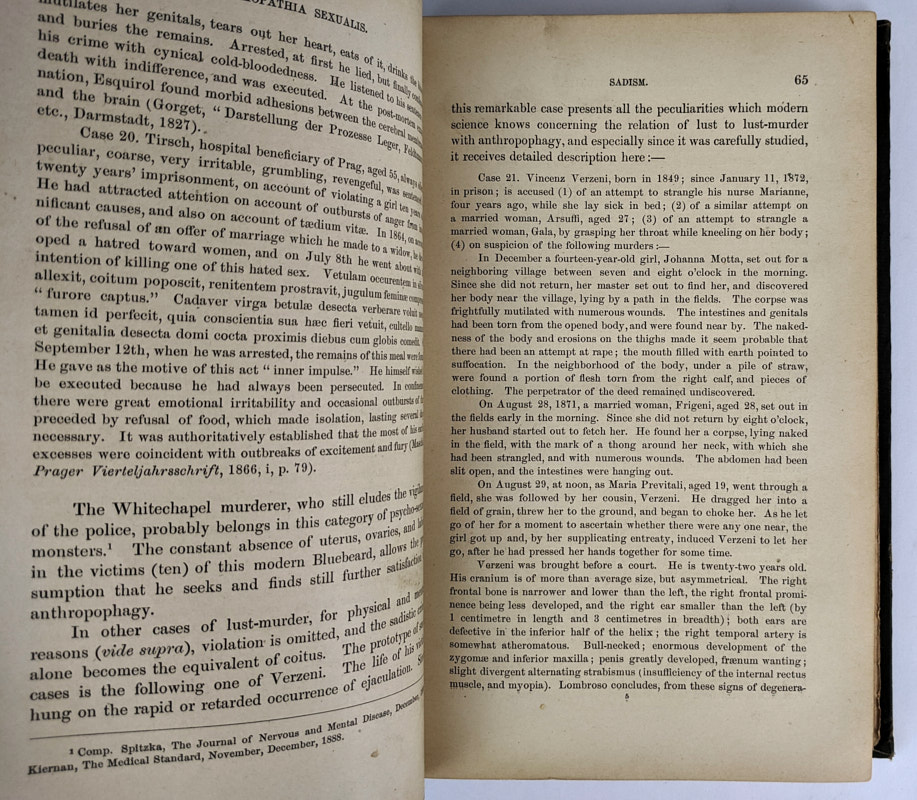 PATHIA SEXUALIS.
mutilates her genitals, tears out her heart, eats of it, drinks the
and buries the remains. Arrested, at first he lied, but finally
his crime with cynical cold-bloodedness. He listened to his
death with indifference, and was executed. At the post-mortem
nation, Esquirol found morbid adhesions between the cerebral
and the brain (Gorget, “Darstellung der Prozesse Leger, Feldtmann
etc., Darmstadt, 1827).
Case 20. Tirsch, hospital beneficiary of Prag, aged 55, always
peculiar, coarse, very irritable, grumbling, revengeful, was sentenced
twenty years' imprisonment, on account of violating a girl ten years
He had attracted attention on account of outbursts of anger from
nificant causes, and also on account of tædium vitæ. In 1864, on
of the refusal of an offer of marriage which he made to a widow, he
oped a hatred toward women, and on July 8th he went about with
intention of killing one of this hated sex. Vetulam occurentem in
allexit, coitum poposcit, renitentem prostravit, jugulum feminæ
“furore captus.” Cadaver virga betulæ desecta verberare voluit
tamen id perfecit, quia conscientia sua hæc fieri vetuit, cultello
et genitalia desecta domi cocta proximis diebus cum globis comedit.
September 12th, when he was arrested, the remains of this meal were
He gave as the motive of this act “inner impulse.” He himself
be executed because he had always been persecuted. In
there were great emotional irritability and occasional outbursts of
preceded by refusal of food, which made isolation, lasting several
necessary. It was authoritatively established that the most of his
excesses were coincident with outbreaks of excitement and fury
Prager Vierteljahrsschrift, 1866, i, p. 79).
The Whitechapel murderer, who still eludes the
of the police, probably belongs in this category of
monsters.¹ The constant absence of uterus, ovaries, and
in the victims (ten) of this modern Bluebeard, allows the
sumption that he seeks and finds still further satisfaction
anthropophagy.
In other cases of lust-murder, for physical and
reasons (vide supra), violation is omitted, and the sadistic
alone becomes the equivalent of coitus. The prototype of
cases is the following one of Verzeni. The life of his
hung on the rapid or retarded occurrence of ejaculation.
¹ Comp. Spitzka, The Journal of Nervous and Mental Disease, December,
Kiernan, The Medical Standard, November, December, 1888.
SADISM. 65
this remarkable case presents all the peculiarities which modern
science knows concerning the relation of lust to lust-murder
with anthropophagy, and especially since it was carefully studied,
it receives detailed description here:—
Case 21. Vincenz Verzeni, born in 1849; since January 11, 1872,
in prison; is accused (1) of an attempt to strangle his nurse Marianne,
four years ago, while she lay sick in bed; (2) of a similar attempt on
a married woman, Arsuffi, aged 27; (3) of an attempt to strangle a
married woman, Gala, by grasping her throat while kneeling on her body;
(4) on suspicion of the following murders:—
In December a fourteen-year-old girl, Johanna Motta, set out for a
neighboring village between seven and eight o'clock in the morning.
Since she did not return, her master set out to find her, and discovered
her body near the village, lying by a path in the fields. The corpse was
frightfully mutilated with numerous wounds. The intestines and genitals
had been torn from the opened body, and were found near by. The naked-
ness of the body and erosions on the thighs made it seem probable that
there had been an attempt at rape; the mouth filled with earth pointed to
suffocation. In the neighborhood of the body, under a pile of straw,
were found a portion of flesh torn from the right calf, and pieces of
clothing. The perpetrator of the deed remained undiscovered.
On August 28, 1871, a married woman, Frigeni, aged 28, set out in
the fields early in the morning. Since she did not return by eight o'clock,
her husband started out to fetch her. He found her a corpse, lying naked
in the field, with the mark of a thong around her neck, with which she
had been strangled, and with numerous wounds. The abdomen had been
slit open, and the intestines were hanging out.
On August 29, at noon, as Maria Previtali, aged 19, went through a
field, she was followed by her cousin, Verzeni. He dragged her into a
field of grain, threw her to the ground, and began to choke her. As he let
go of her for a moment to ascertain whether there were any one near, the
girl got up and, by her supplicating entreaty, induced Verzeni to let her
go, after he had pressed her hands together for some time.
Verzeni was brought before a court. He is twenty-two years old.
His cranium is of more than average size, but asymmetrical. The right
frontal bone is narrower and lower than the left, the right frontal promi-
nence being less developed, and the right ear smaller than the left (by
1 centimetre in length and 3 centimetres in breadth); both ears are
defective in the inferior half of the helix; the right temporal artery is
somewhat atheromatous. Bull-necked; enormous development of the
zygomæ and inferior maxilla; penis greatly developed, frænum wanting;
slight divergent alternating strabismus (insufficiency of the internal rectus
muscle, and myopia). Lombroso concludes, from these signs of degenera-
5